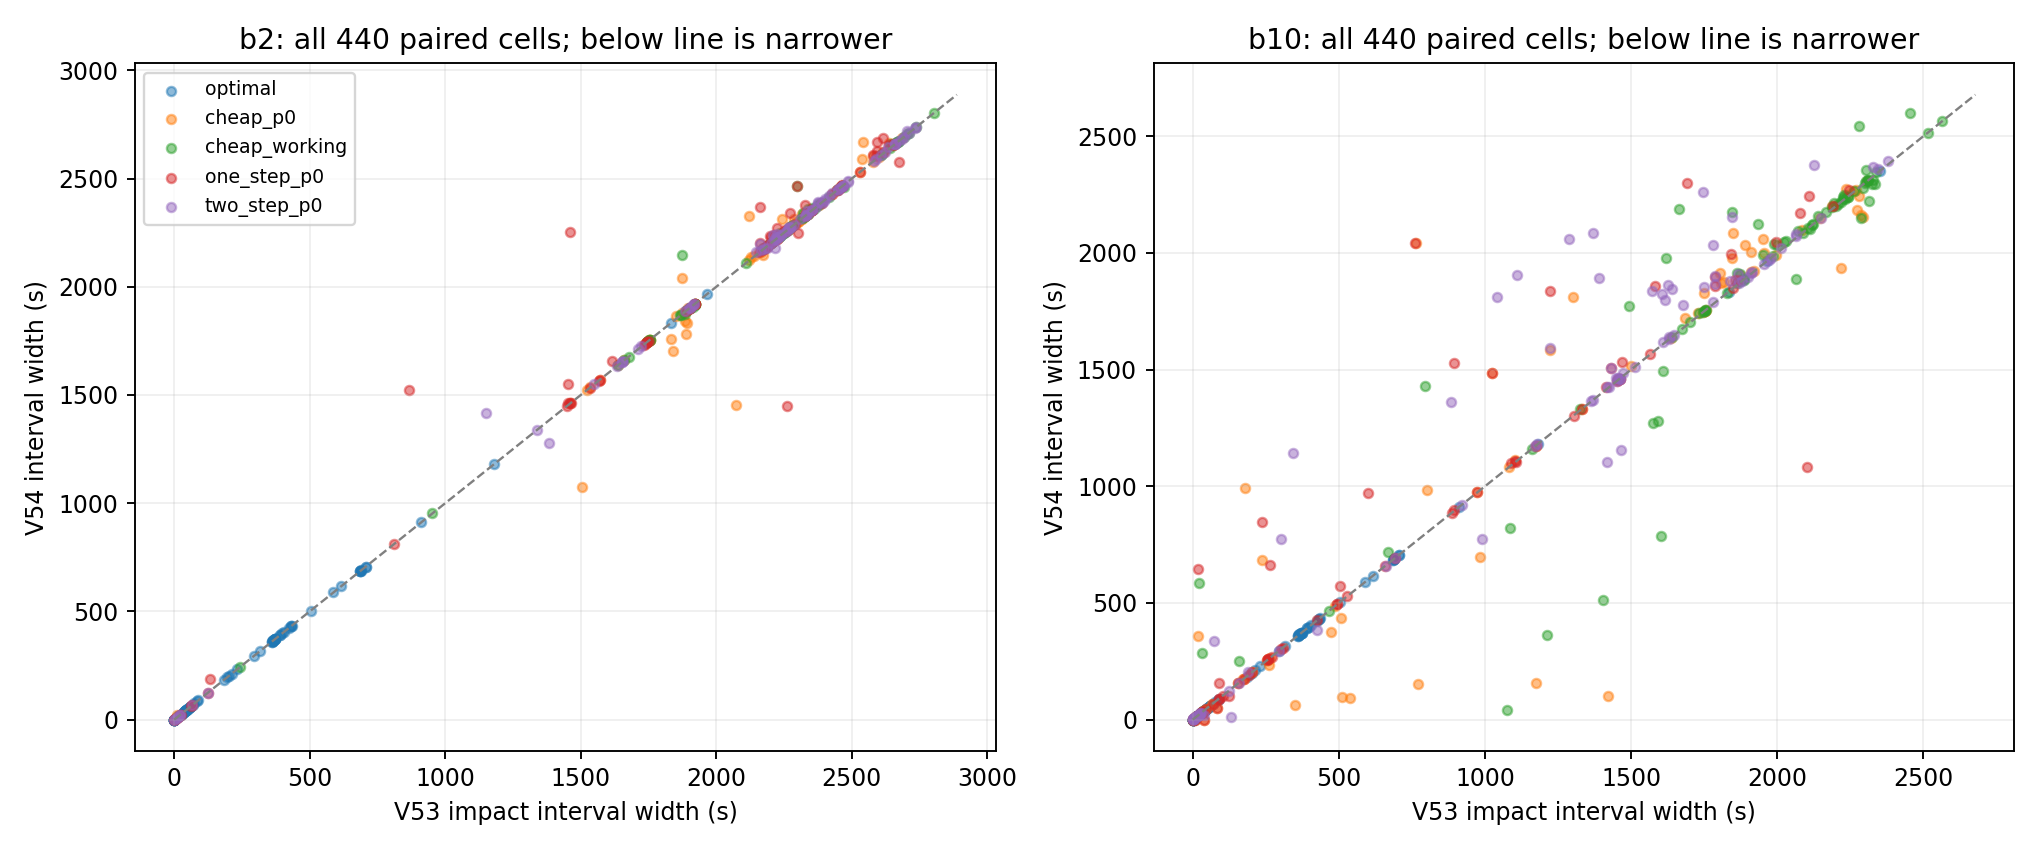 b2: all 440 paired cells; below line is narrower
3000
2500
2000
1500
1000
500
0
V54 interval width (s)
optimal
cheap_p0
cheap_working
one_step_p0
two_step_p0
0 500 1000 1500 2000 2500 3000
V53 impact interval width (s)
b10: all 440 paired cells; below line is narrower
2500
2000
1500
1000
500
0
V54 interval width (s)
0 500 1000 1500 2000 2500
V53 impact interval width (s)